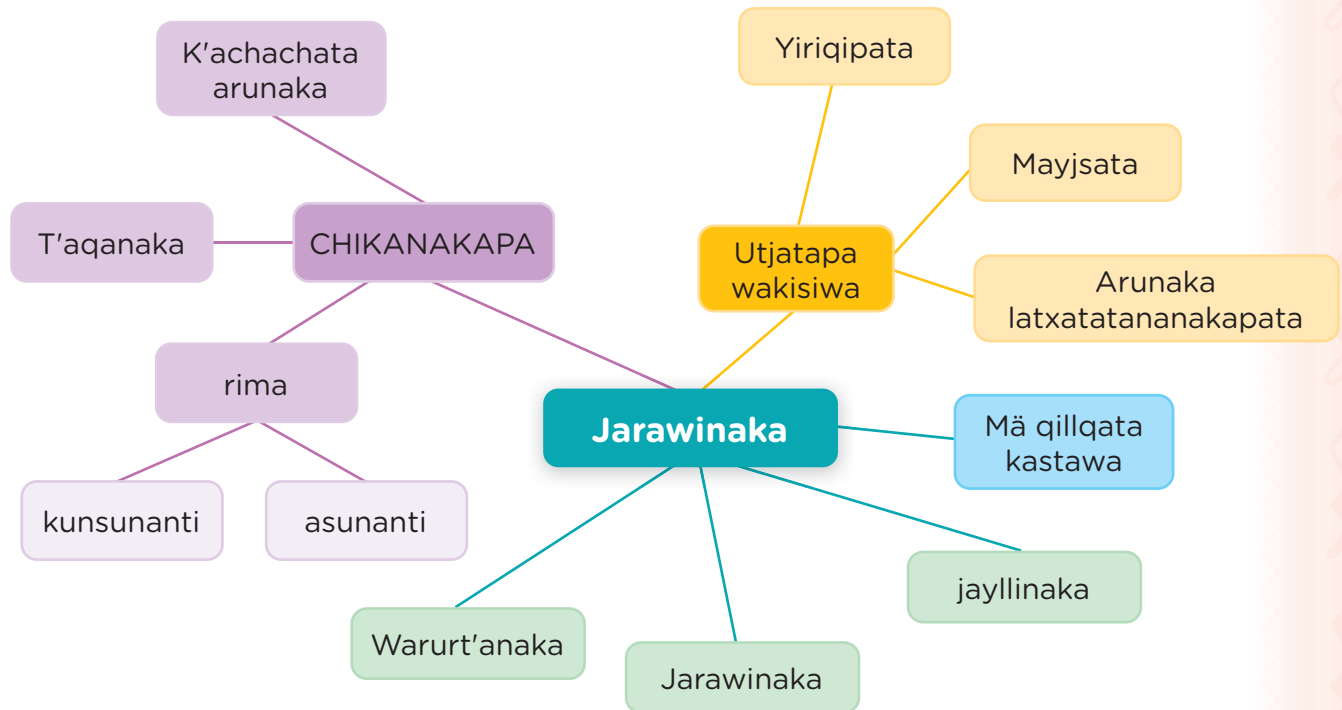 K'achachata
arunaka
Yiriqipata
Mayjsata
T'aqanaka
CHIKANAKAPA
Utjatapa
wakisiwa
Arunaka
latxatatananakapata
rima
Jarawinaka
Mä qillqata
kastawa
kunsunanti
asunanti
jayllinaka
Warurt'anaka
Jarawinaka